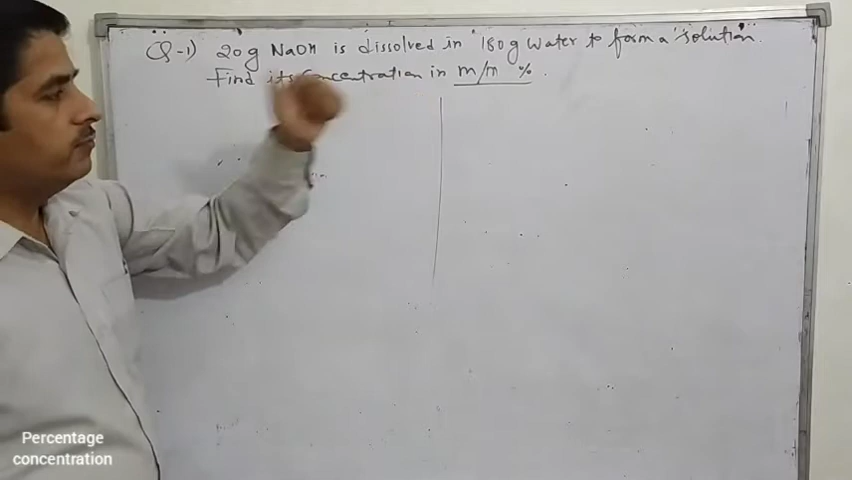 Q-1) 20g NaOH is dissolved in 180g water to form a solution.
Find its Concentration in m/m %.
Percentage
concentration